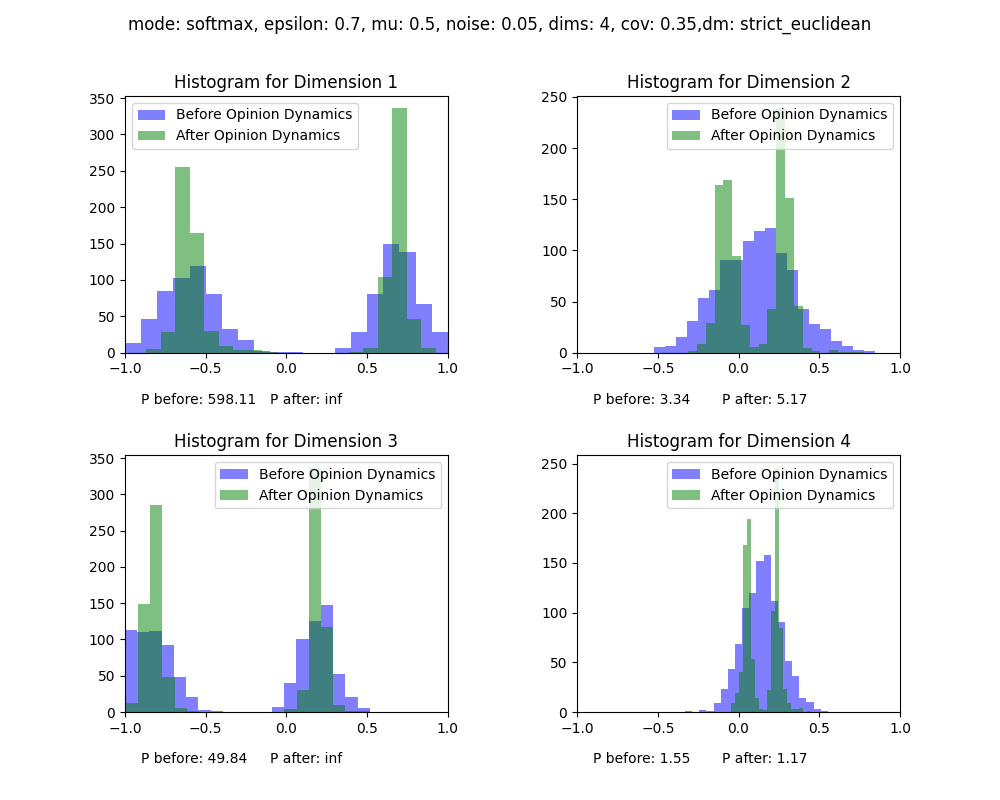 mode: softmax, epsilon: 0.7, mu: 0.5, noise: 0.05, dims: 4, cov: 0.35,dm: strict_euclidean
Histogram for Dimension 1
Before Opinion Dynamics
After Opinion Dynamics
350
300
250
200
150
100
50
0
−1.0 −0.5 0.0 0.5 1.0
P before: 598.11 P after: inf
Histogram for Dimension 2
Before Opinion Dynamics
After Opinion Dynamics
250
200
150
100
50
0
−1.0 −0.5 0.0 0.5 1.0
P before: 3.34 P after: 5.17
Histogram for Dimension 3
Before Opinion Dynamics
After Opinion Dynamics
350
300
250
200
150
100
50
0
−1.0 −0.5 0.0 0.5 1.0
P before: 49.84 P after: inf
Histogram for Dimension 4
Before Opinion Dynamics
After Opinion Dynamics
250
200
150
100
50
0
−1.0 −0.5 0.0 0.5 1.0
P before: 1.55 P after: 1.17